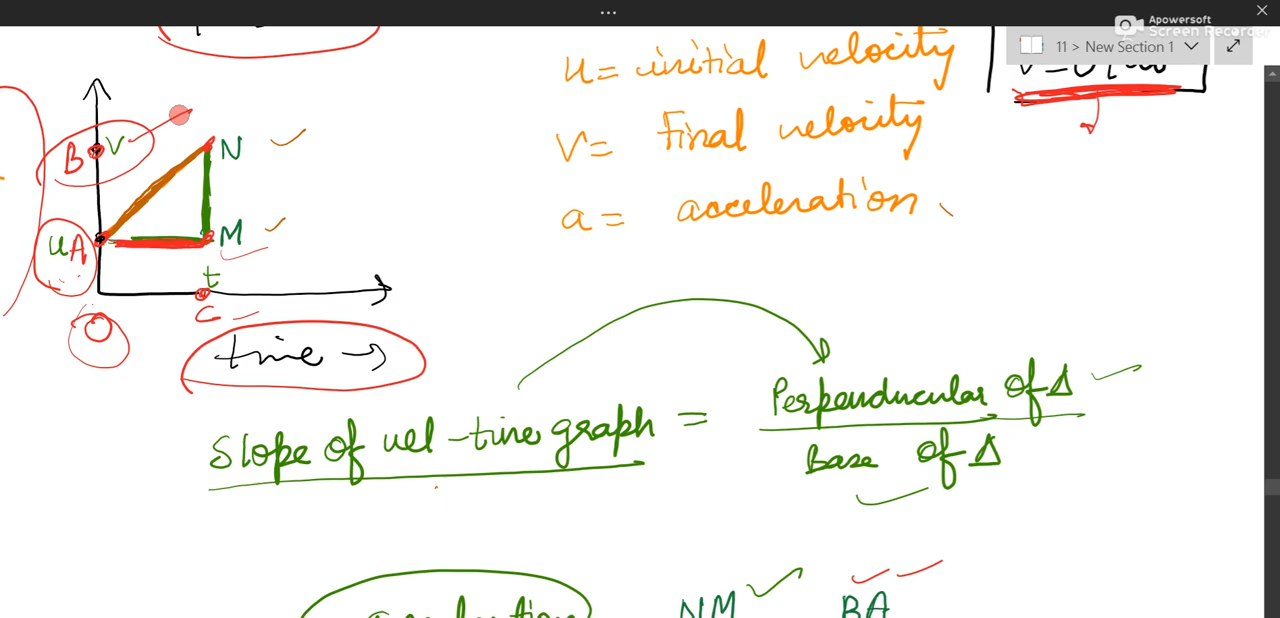 Apowersoft
Screen Recorder
11 > New Section 1
u = initial velocity
v = final velocity
a = acceleration
B v
N
uA
M
t
C
O
time →
Slope of vel-time graph = Perpenducular of Δ
Base of Δ
NM BA